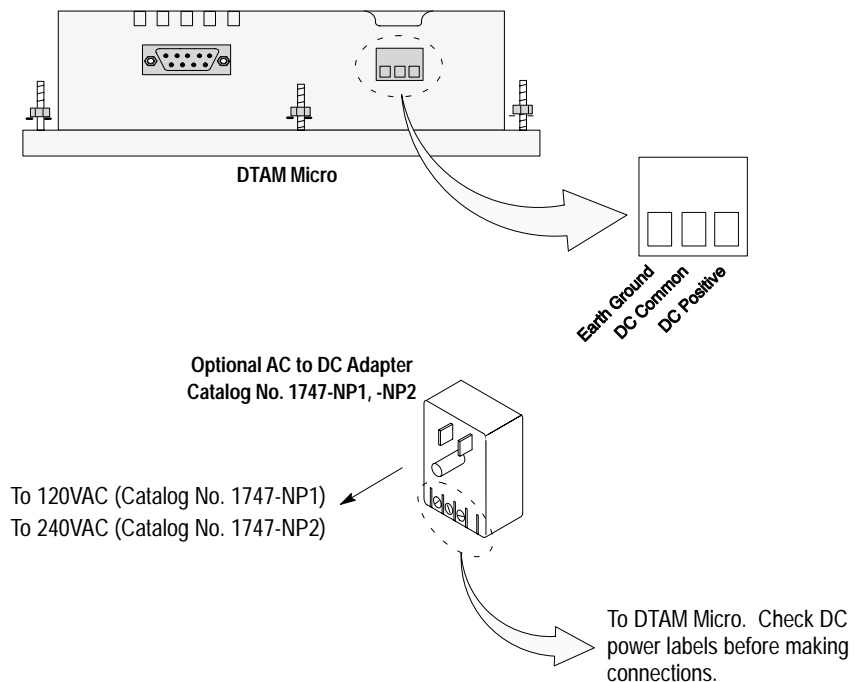 DTAM Micro
Earth Ground
DC Common
DC Positive
Optional AC to DC Adapter
Catalog No. 1747-NP1, -NP2
To 120VAC (Catalog No. 1747-NP1)
To 240VAC (Catalog No. 1747-NP2)
To DTAM Micro.  Check DC
power labels before making
connections.